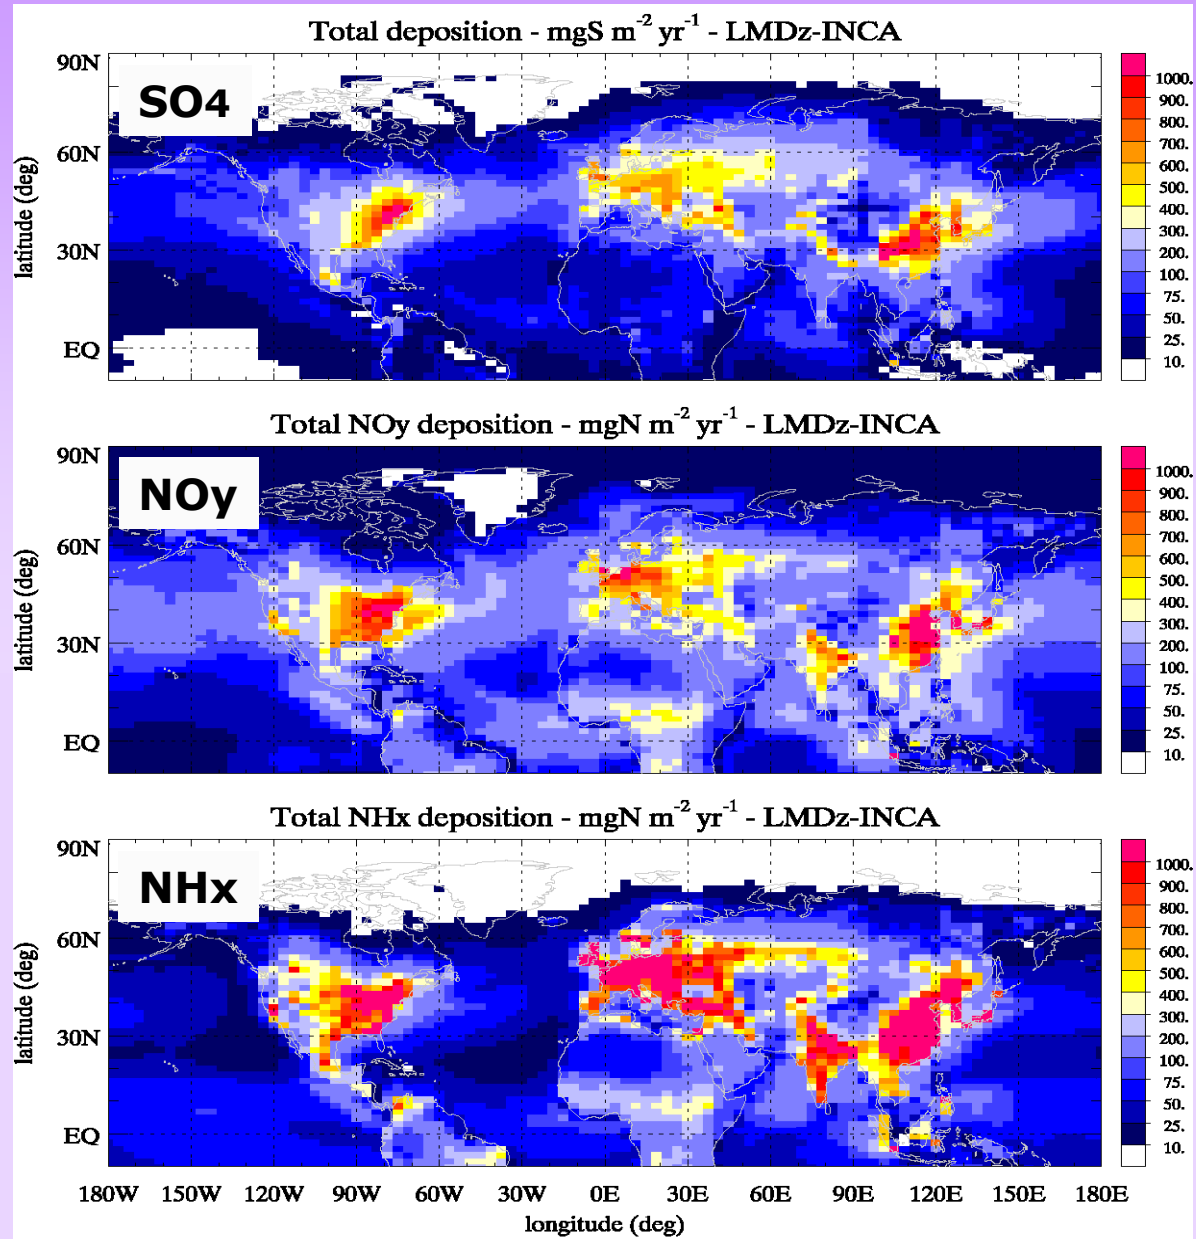 Total deposition - mgS m-2 yr-1 - LMDz-INCA
SO4
90N
60N
30N
EQ
latitude (deg)
1000.
900.
800.
700.
600.
500.
400.
300.
200.
100.
75.
50.
25.
10.
Total NOy deposition - mgN m-2 yr-1 - LMDz-INCA
NOy
90N
60N
30N
EQ
latitude (deg)
1000.
900.
800.
700.
600.
500.
400.
300.
200.
100.
75.
50.
25.
10.
Total NHx deposition - mgN m-2 yr-1 - LMDz-INCA
NHx
90N
60N
30N
EQ
latitude (deg)
1000.
900.
800.
700.
600.
500.
400.
300.
200.
100.
75.
50.
25.
10.
180W 150W 120W 90W 60W 30W 0E 30E 60E 90E 120E 150E 180E
longitude (deg)